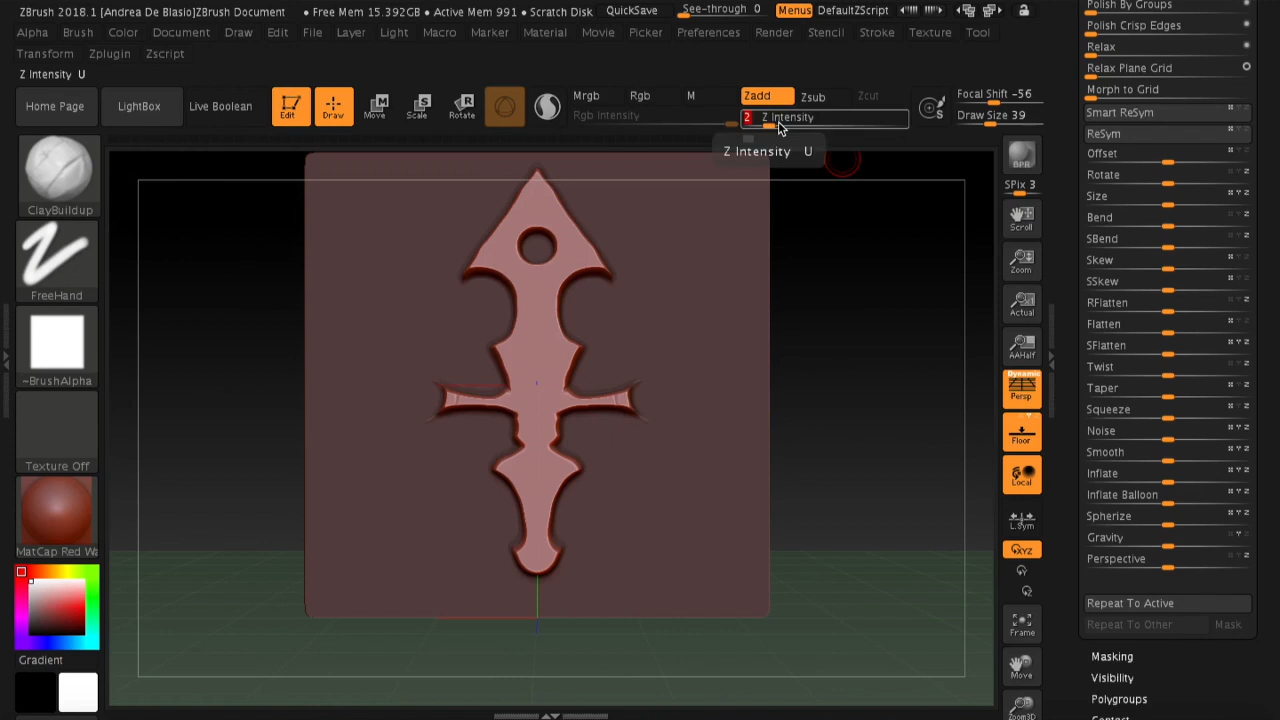 ZBrush 2018.1 [Andrea De Blasio]ZBrush Document • Free Mem 15.392GB • Active Mem 991 • Scratch Disk QuickSave See-through 0 Menus DefaultZScript
Alpha Brush Color Document Draw Edit File Layer Light Macro Marker Material Movie Picker Preferences Render Stencil Stroke Texture Tool
Transform Zplugin Zscript
Z Intensity U
Home Page LightBox Live Boolean Edit Draw Move Scale Rotate
Mrgb Rgb M Zadd Zsub Zcut
Rgb Intensity 2 Z Intensity
Focal Shift -56
Draw Size 39
Z Intensity U
ClayBuildup
FreeHand
~BrushAlpha
Texture Off
MatCap Red Wa
Gradient
BPR
SPix 3
Scroll
Zoom
Actual
AAHalf
Dynamic
Persp
Floor
Local
L.Sym
XYZ
Frame
Move
Zoom3D
Polish By Groups
Polish Crisp Edges
Relax
Relax Plane Grid
Morph to Grid
Smart ReSym
ReSym
Offset
Rotate
Size
Bend
SBend
Skew
SSkew
RFlatten
Flatten
SFlatten
Twist
Taper
Squeeze
Noise
Smooth
Inflate
Inflate Balloon
Spherize
Gravity
Perspective
Repeat To Active
Repeat To Other Mask
Masking
Visibility
Polygroups